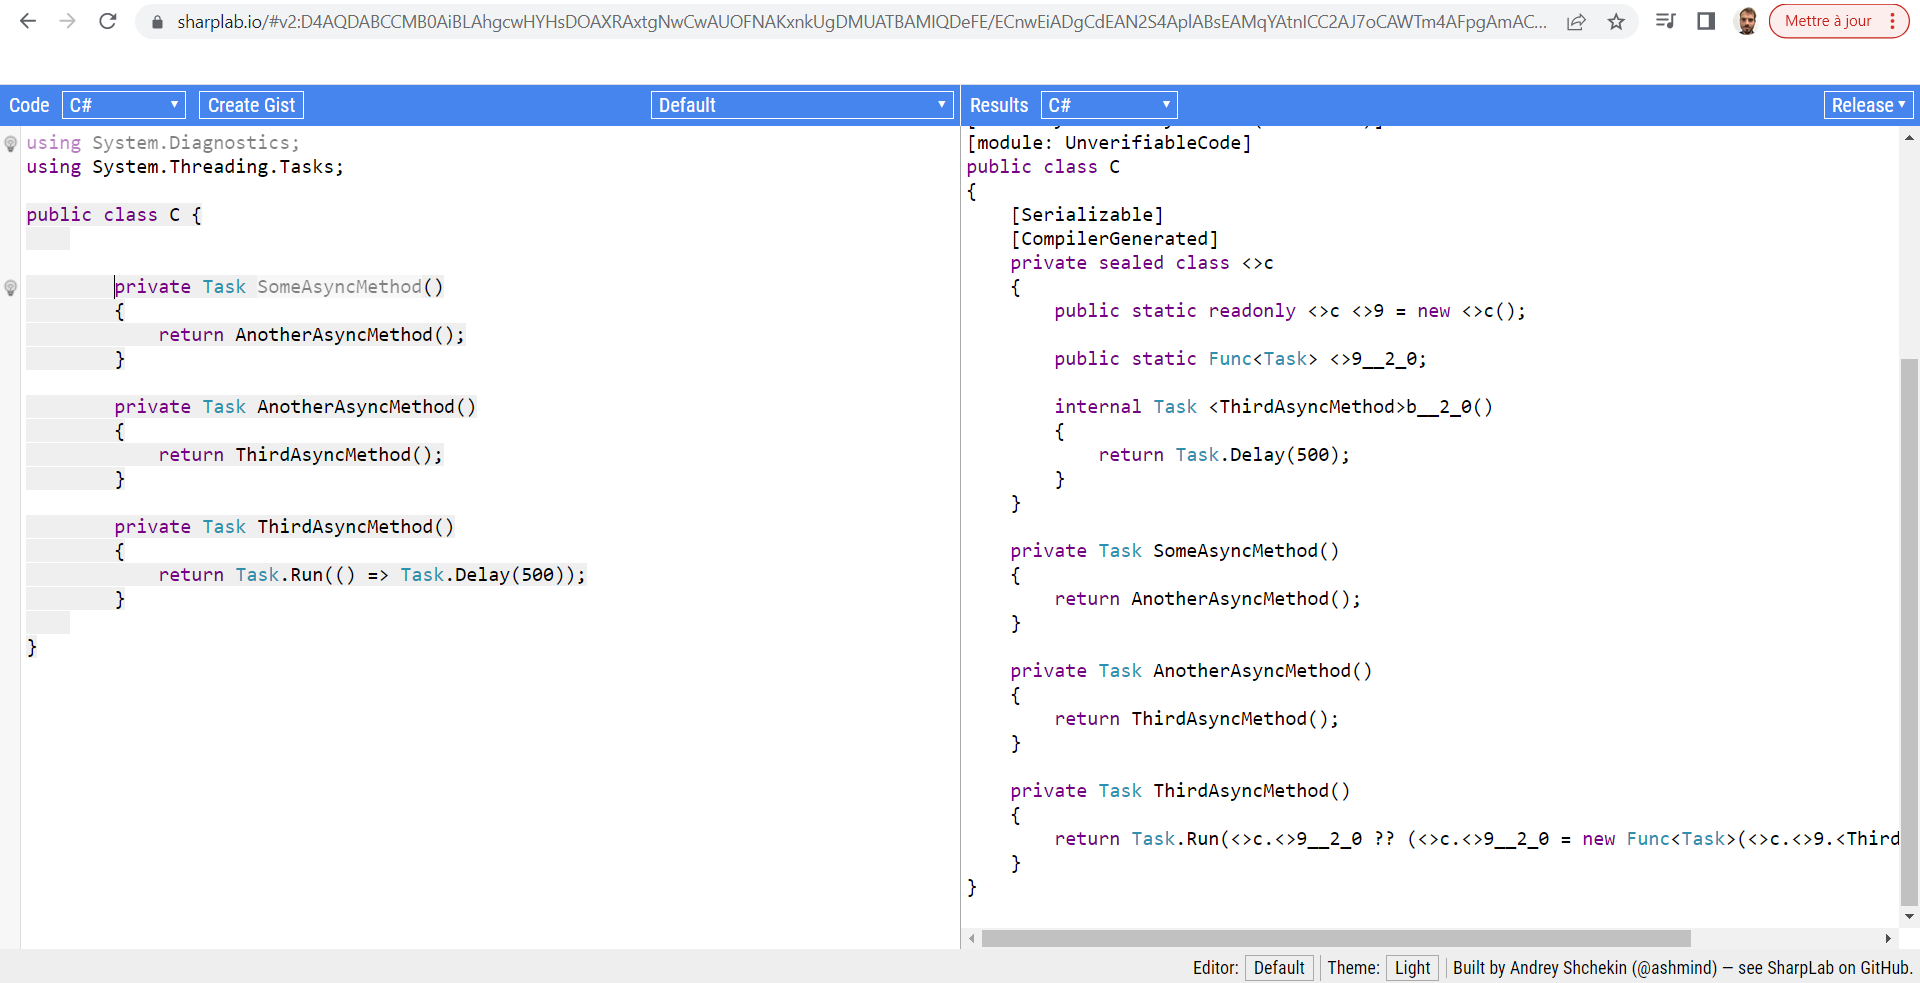 sharplab.io/#v2:D4AQDABCCMB0AiBLAhgcwHYHsDOAXRAxtgNwCwAUOFNAKxnkUgDMUATBAMIQDeFE/ECnwEiADgCdEAN2S4AplABsEAMqYAtnICC2AJ7oCAWTm4AFpgAmAC...
Mettre à jour
Code C# Create Gist Default
using System.Diagnostics;
using System.Threading.Tasks;
public class C {
private Task SomeAsyncMethod()
{
return AnotherAsyncMethod();
}
private Task AnotherAsyncMethod()
{
return ThirdAsyncMethod();
}
private Task ThirdAsyncMethod()
{
return Task.Run(() => Task.Delay(500));
}
}
Results C# Release
[module: UnverifiableCode]
public class C
{
[Serializable]
[CompilerGenerated]
private sealed class <>c
{
public static readonly <>c <>9 = new <>c();
public static Func<Task> <>9__2_0;
internal Task <ThirdAsyncMethod>b__2_0()
{
return Task.Delay(500);
}
}
private Task SomeAsyncMethod()
{
return AnotherAsyncMethod();
}
private Task AnotherAsyncMethod()
{
return ThirdAsyncMethod();
}
private Task ThirdAsyncMethod()
{
return Task.Run(<>c.<>9__2_0 ?? (<>c.<>9__2_0 = new Func<Task>(<>c.<>9.<Third
}
}
Editor: Default Theme: Light Built by Andrey Shchekin (@ashmind) — see SharpLab on GitHub.